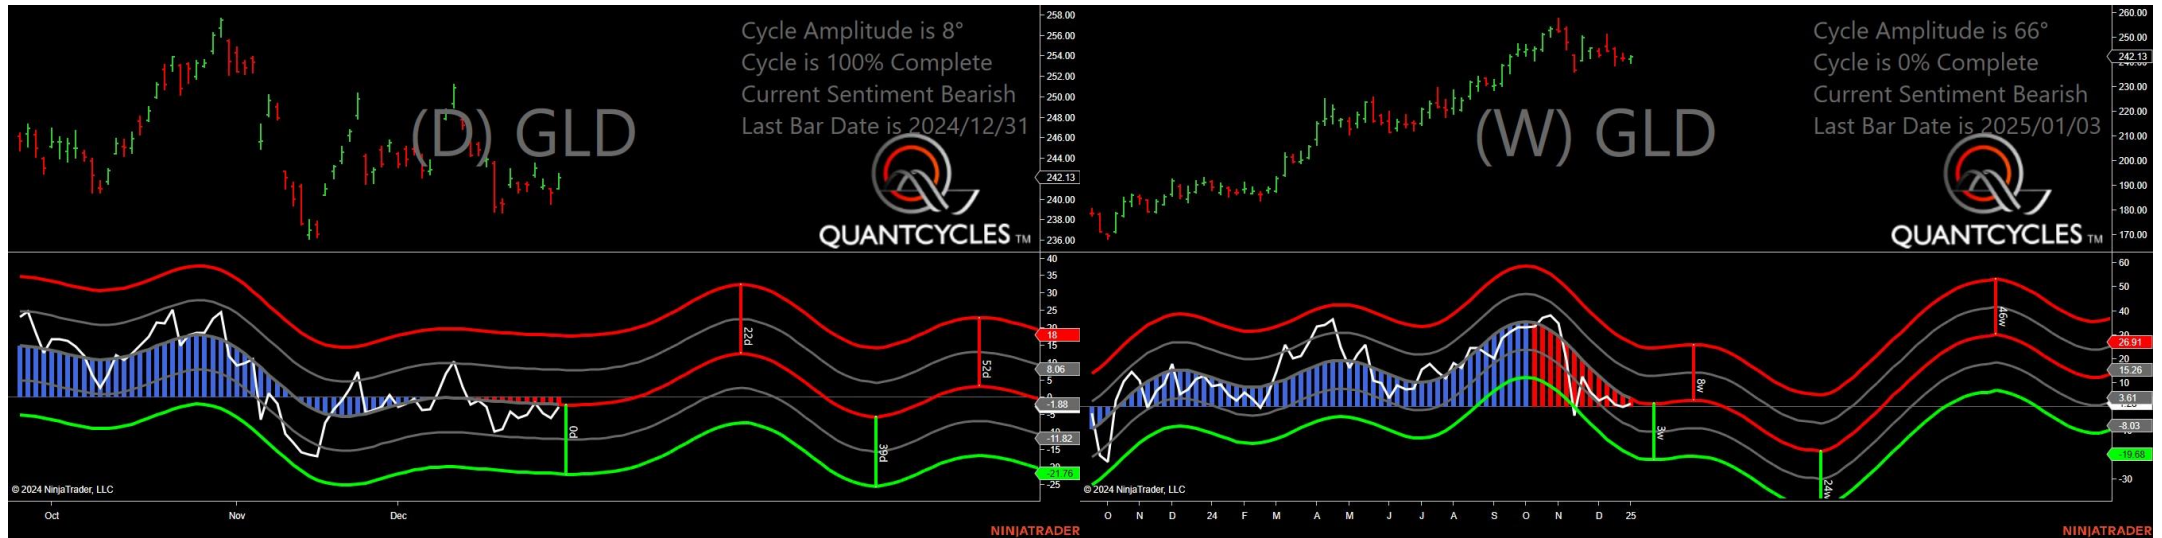 Cycle Amplitude is 8°
Cycle is 100% Complete
Current Sentiment Bearish
Last Bar Date is 2024/12/31
(D) GLD
QUANTCYCLES TM
258.00
256.00
254.00
252.00
250.00
248.00
246.00
244.00
242.13
240.00
238.00
236.00
40
35
30
25
20
18
15
8.06
5
-1.88
-5
-11.82
-15
-21.76
-25
22d
52d
0d
39d
© 2024 NinjaTrader, LLC
Oct Nov Dec
NINJATRADER
Cycle Amplitude is 66°
Cycle is 0% Complete
Current Sentiment Bearish
Last Bar Date is 2025/01/03
(W) GLD
QUANTCYCLES TM
260.00
250.00
242.13
230.00
220.00
210.00
200.00
190.00
180.00
170.00
60
50
40
26.91
20
15.26
10
3.61
-8.03
-19.68
-30
46w
8w
3w
24w
© 2024 NinjaTrader, LLC
O N D 24 F M A M J J A S O N D 25
NINJATRADER